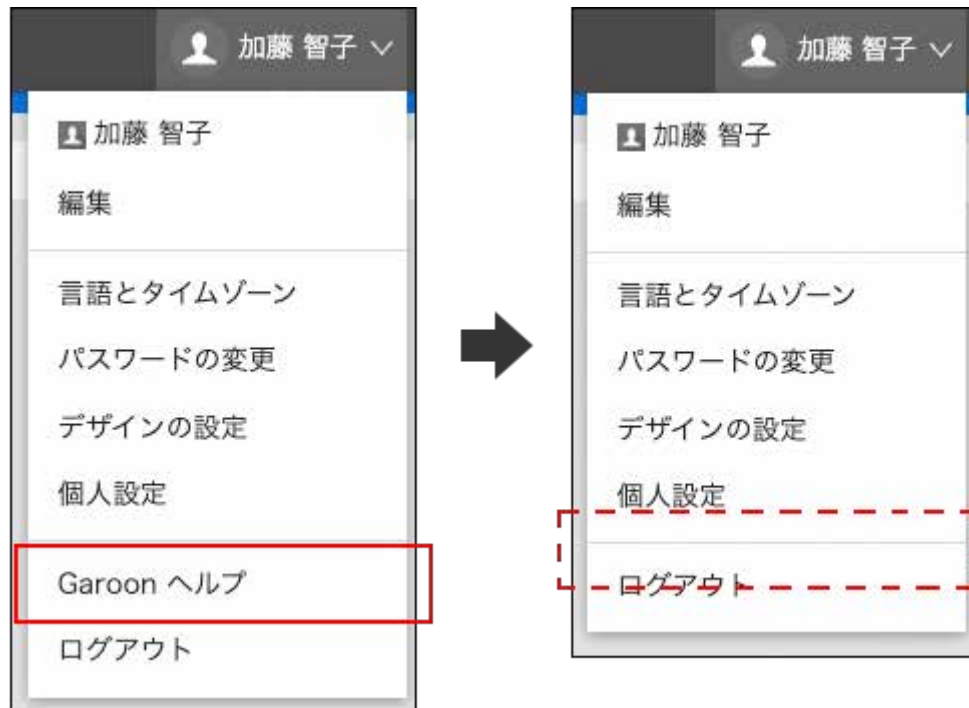 加藤 智子
加藤 智子
編集
言語とタイムゾーン
パスワードの変更
デザインの設定
個人設定
Garoon ヘルプ
ログアウト
加藤 智子
加藤 智子
編集
言語とタイムゾーン
パスワードの変更
デザインの設定
個人設定
ログアウト